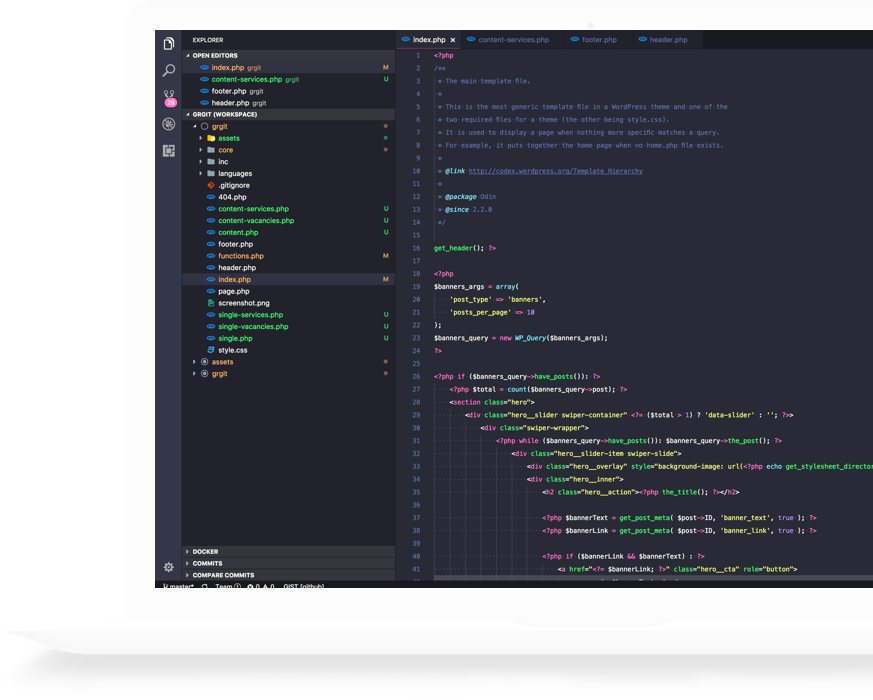 EXPLORER
OPEN EDITORS
index.php grgit M
content-services.php grgit U
footer.php grgit
header.php grgit
28
GRGIT (WORKSPACE)
grgit
assets
core
inc
languages
.gitignore
404.php
content-services.php U
content-vacancies.php U
content.php U
footer.php
functions.php M
header.php
index.php M
page.php
screenshot.png
single-services.php U
single-vacancies.php U
single.php U
style.css
assets
grgit
DOCKER
COMMITS
COMPARE COMMITS
master* Team 0 0 GIST [github]
index.php × content-services.php footer.php header.php
1 <?php
2 /**
3 * The main template file.
4 *
5 * This is the most generic template file in a WordPress theme and one of the
6 * two required files for a theme (the other being style.css).
7 * It is used to display a page when nothing more specific matches a query.
8 * For example, it puts together the home page when no home.php file exists.
9 *
10 * @link http://codex.wordpress.org/Template_Hierarchy
11 *
12 * @package Odin
13 * @since 2.2.0
14 */
15
16 get_header(); ?>
17
18 <?php
19 $banners_args = array(
20 'post_type' => 'banners',
21 'posts_per_page' => 10
22 );
23 $banners_query = new WP_Query($banners_args);
24 ?>
25
26 <?php if ($banners_query->have_posts()): ?>
27 <?php $total = count($banners_query->post); ?>
28 <section class="hero">
29 <div class="hero__slider swiper-container" <?= ($total > 1) ? 'data-slider' : ''; ?>>
30 <div class="swiper-wrapper">
31 <?php while ($banners_query->have_posts()): $banners_query->the_post(); ?>
32 <div class="hero__slider-item swiper-slide">
33 <div class="hero__overlay" style="background-image: url(<?php echo get_stylesheet_director
34 <div class="hero__inner">
35 <h2 class="hero__action"><?php the_title(); ?></h2>
36
37 <?php $bannerText = get_post_meta( $post->ID, 'banner_text', true ); ?>
38 <?php $bannerLink = get_post_meta( $post->ID, 'banner_link', true ); ?>
39
40 <?php if ($bannerLink && $bannerText) : ?>
41 <a href="<?= $bannerLink; ?>" class="hero__cta" role="button">